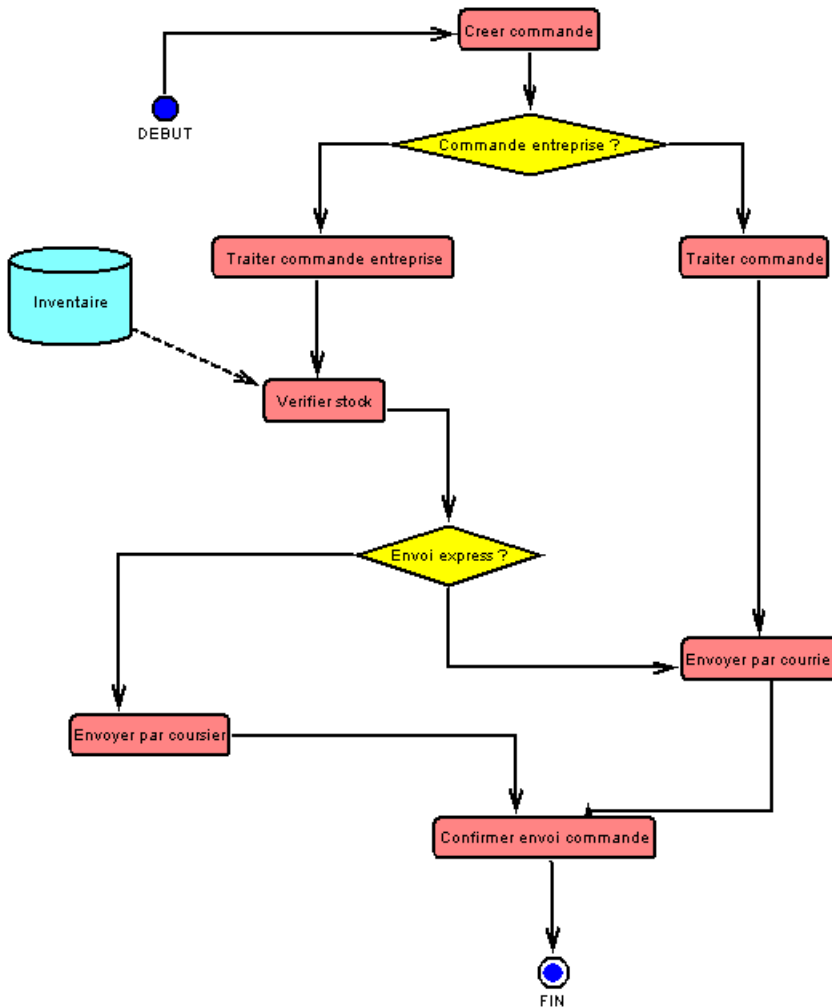 Creer commande
DEBUT
Commande entreprise ?
Traiter commande entreprise
Traiter commande
Inventaire
Verifier stock
Envoi express ?
Envoyer par courrie
Envoyer par coursier
Confirmer envoi commande
FIN